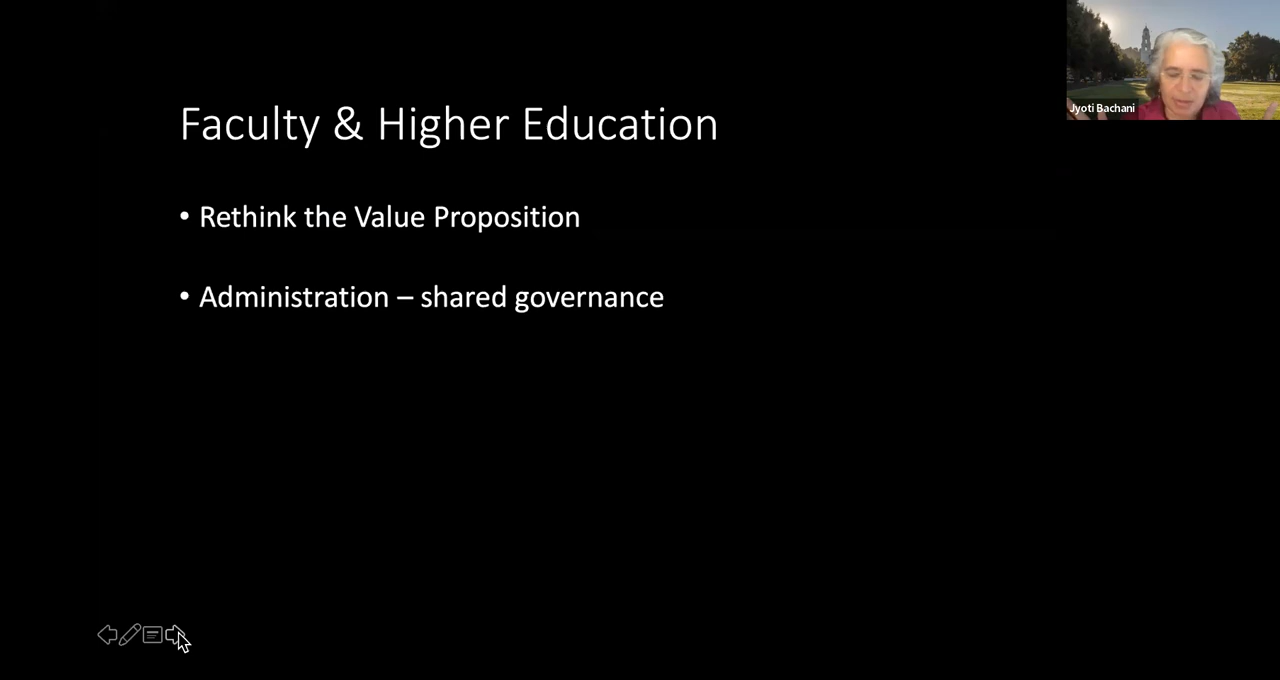 Faculty & Higher Education
• Rethink the Value Proposition
• Administration – shared governance
Jyoti Bachani